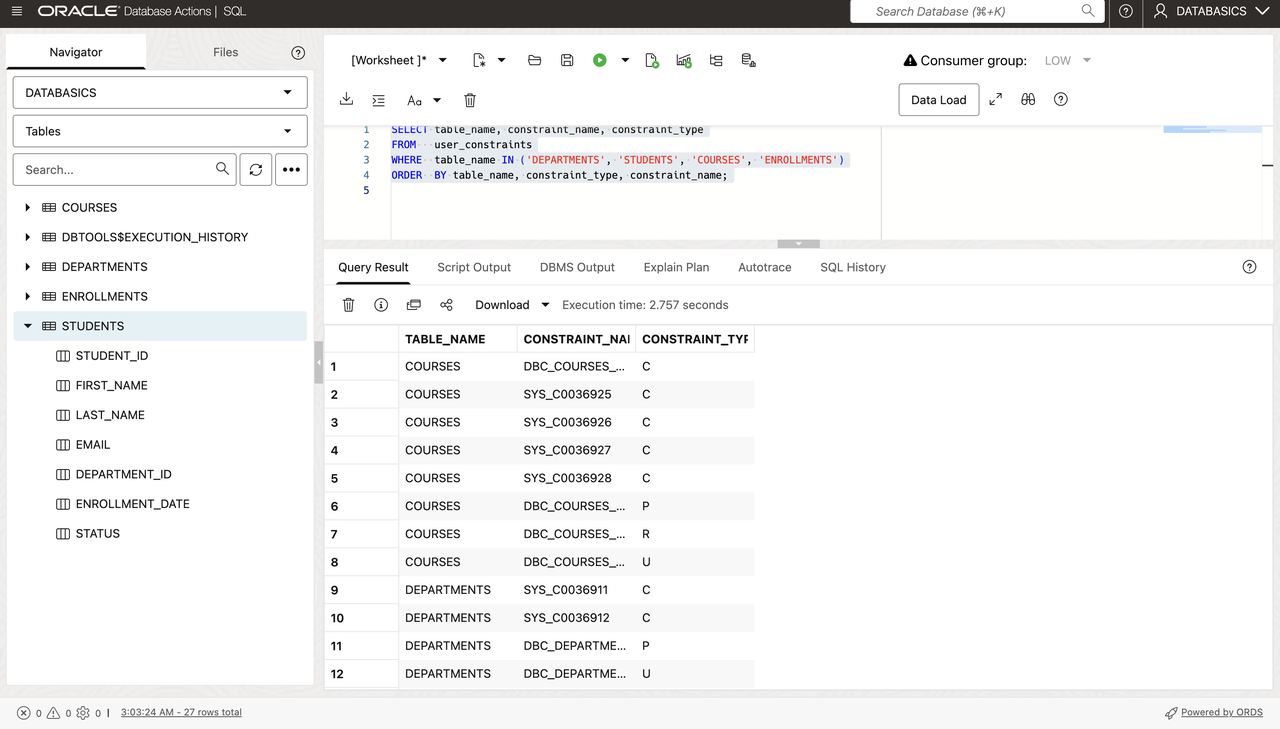 ORACLE Database Actions | SQL
Search Database (⌘+K)
DATABASICS
Navigator
Files
DATABASICS
Tables
Search...
COURSES
DBTOOLS$EXECUTION_HISTORY
DEPARTMENTS
ENROLLMENTS
STUDENTS
STUDENT_ID
FIRST_NAME
LAST_NAME
EMAIL
DEPARTMENT_ID
ENROLLMENT_DATE
STATUS
[Worksheet ]*
Consumer group: LOW
Aa
Data Load
1 SELECT table_name, constraint_name, constraint_type
2 FROM   user_constraints
3 WHERE  table_name IN ('DEPARTMENTS', 'STUDENTS', 'COURSES', 'ENROLLMENTS')
4 ORDER  BY table_name, constraint_type, constraint_name;
5
Query Result Script Output DBMS Output Explain Plan Autotrace SQL History
Download Execution time: 2.757 seconds
TABLE_NAME CONSTRAINT_NAI CONSTRAINT_TYF
1 COURSES DBC_COURSES_... C
2 COURSES SYS_C0036925 C
3 COURSES SYS_C0036926 C
4 COURSES SYS_C0036927 C
5 COURSES SYS_C0036928 C
6 COURSES DBC_COURSES_... P
7 COURSES DBC_COURSES_... R
8 COURSES DBC_COURSES_... U
9 DEPARTMENTS SYS_C0036911 C
10 DEPARTMENTS SYS_C0036912 C
11 DEPARTMENTS DBC_DEPARTME... P
12 DEPARTMENTS DBC_DEPARTME... U
0 0 0 | 3:03:24 AM - 27 rows total
Powered by ORDS